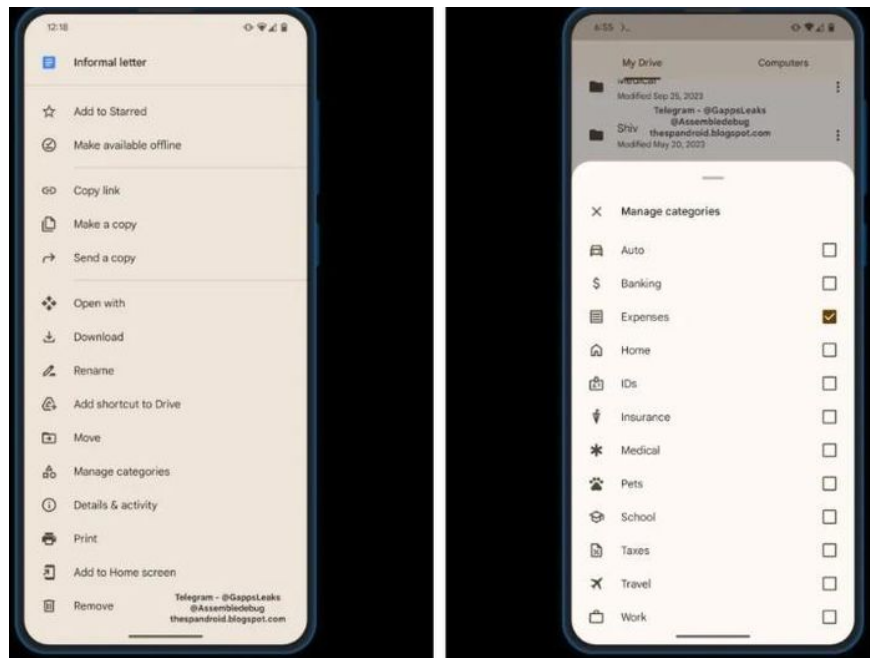 12:18
Informal letter
Add to Starred
Make available offline
Copy link
Make a copy
Send a copy
Open with
Download
Rename
Add shortcut to Drive
Move
Manage categories
Details & activity
Print
Add to Home screen
Remove
Telegram - @GappsLeaks
@Assembledebug
thespandroid.blogspot.com
6:55
My Drive
Computers
Medical
Modified Sep 25, 2023
Telegram - @GappsLeaks
@Assembledebug
Shiv
thespandroid.blogspot.com
Modified May 20, 2023
Manage categories
Auto
Banking
Expenses
Home
IDs
Insurance
Medical
Pets
School
Taxes
Travel
Work